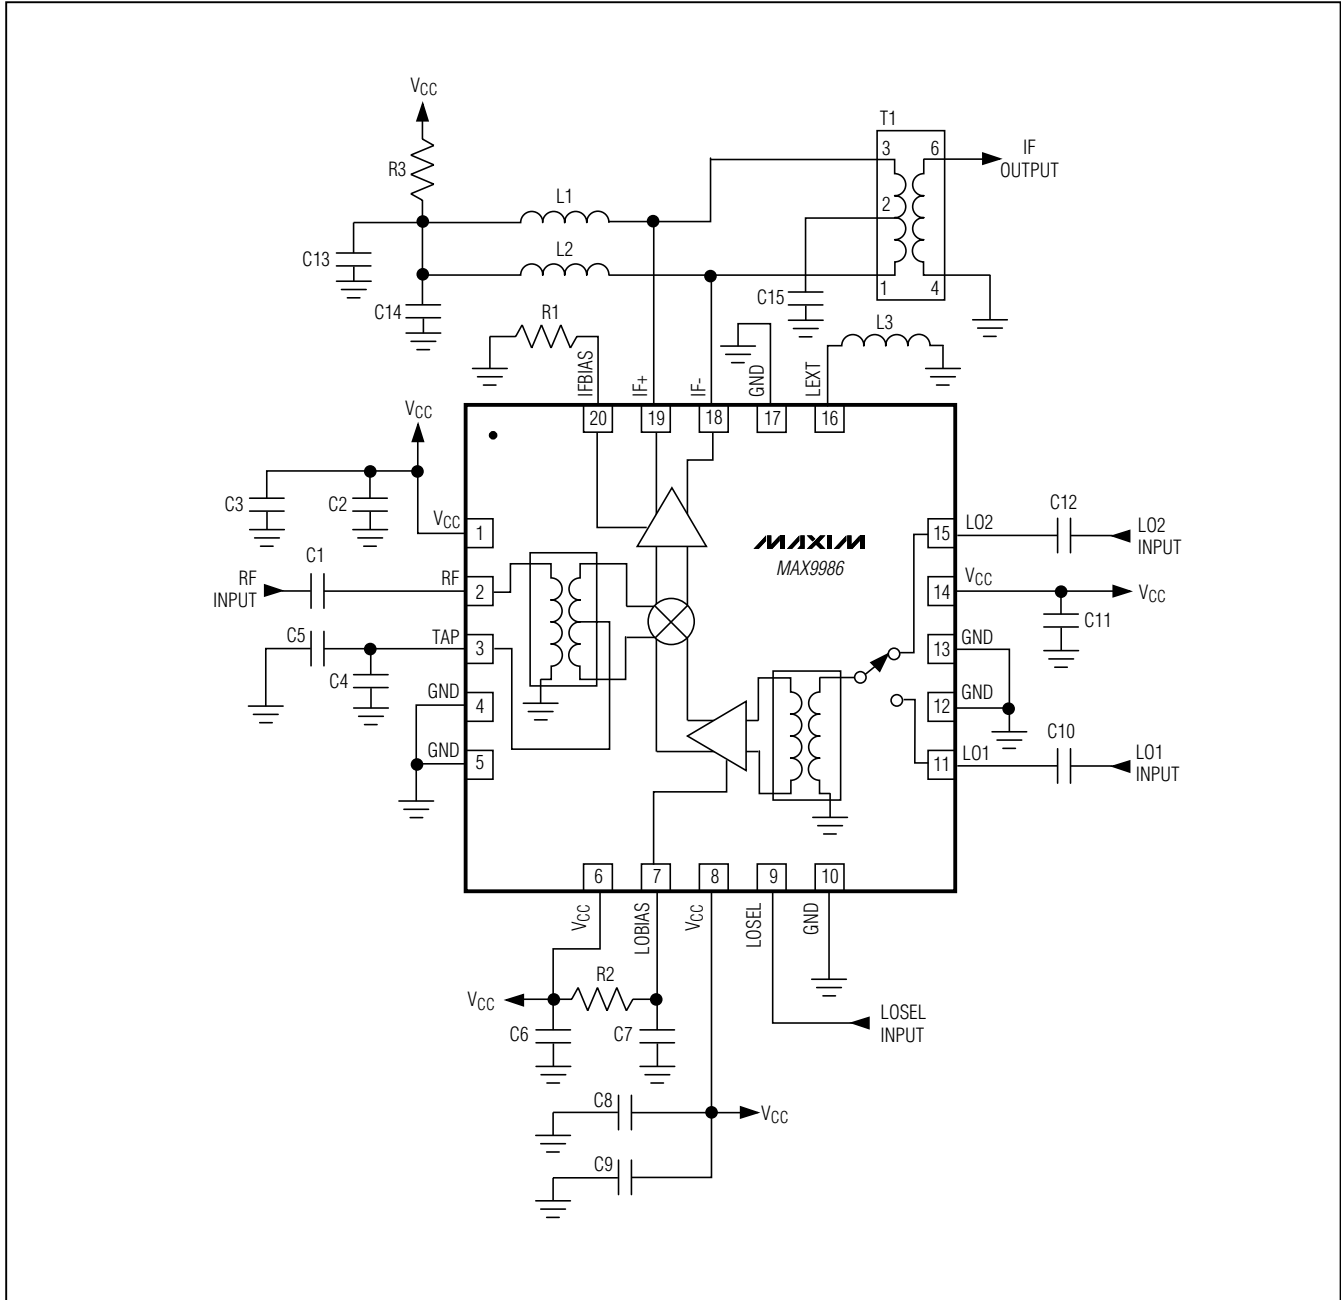 VCC
T1
R3
3
6
IF
OUTPUT
L1
2
L2
C13
1
4
C15
C14
R1
L3
IFBIAS
IF+
IF-
GND
LEXT
20
19
18
17
16
VCC
C3
C2
VCC
1
MAXIM
MAX9986
15
LO2
C12
LO2
INPUT
C1
RF
INPUT
RF
2
14
VCC
VCC
C11
C5
TAP
3
13
GND
C4
GND
4
12
GND
GND
5
11
LO1
C10
LO1
INPUT
6
7
8
9
10
VCC
LOBIAS
VCC
LOSEL
GND
R2
VCC
C6
C7
LOSEL
INPUT
C8
VCC
C9